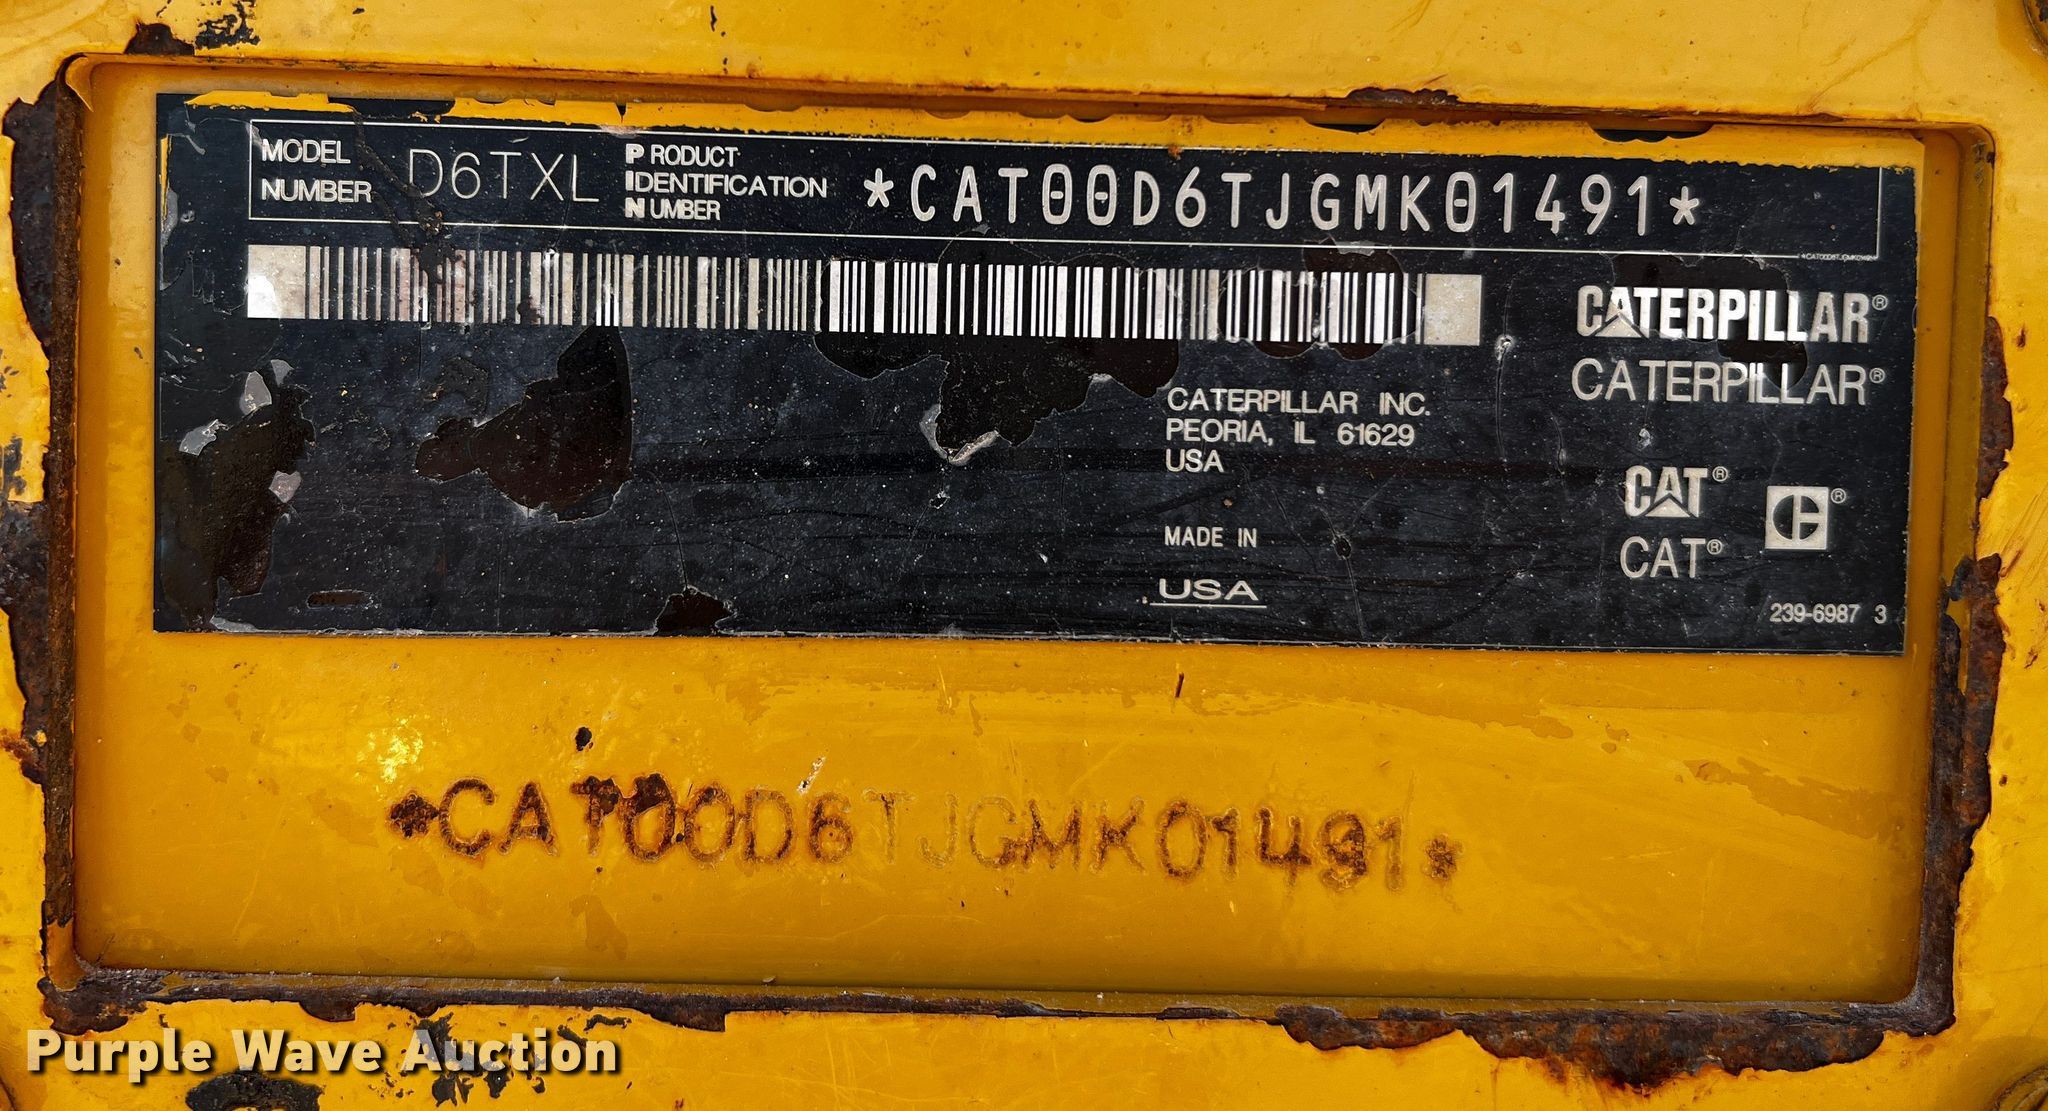 MODEL NUMBER D6TXL PRODUCT IDENTIFICATION NUMBER *CAT00D6TJGMK01491*
*CAT00D6TJGMK01491*
CATERPILLAR®
CATERPILLAR®
CATERPILLAR INC.
PEORIA, IL 61629
USA
CAT® C®
CAT®
MADE IN
USA
239-6987 3
*CAT00D6TJGMK01491*
Purple Wave Auction